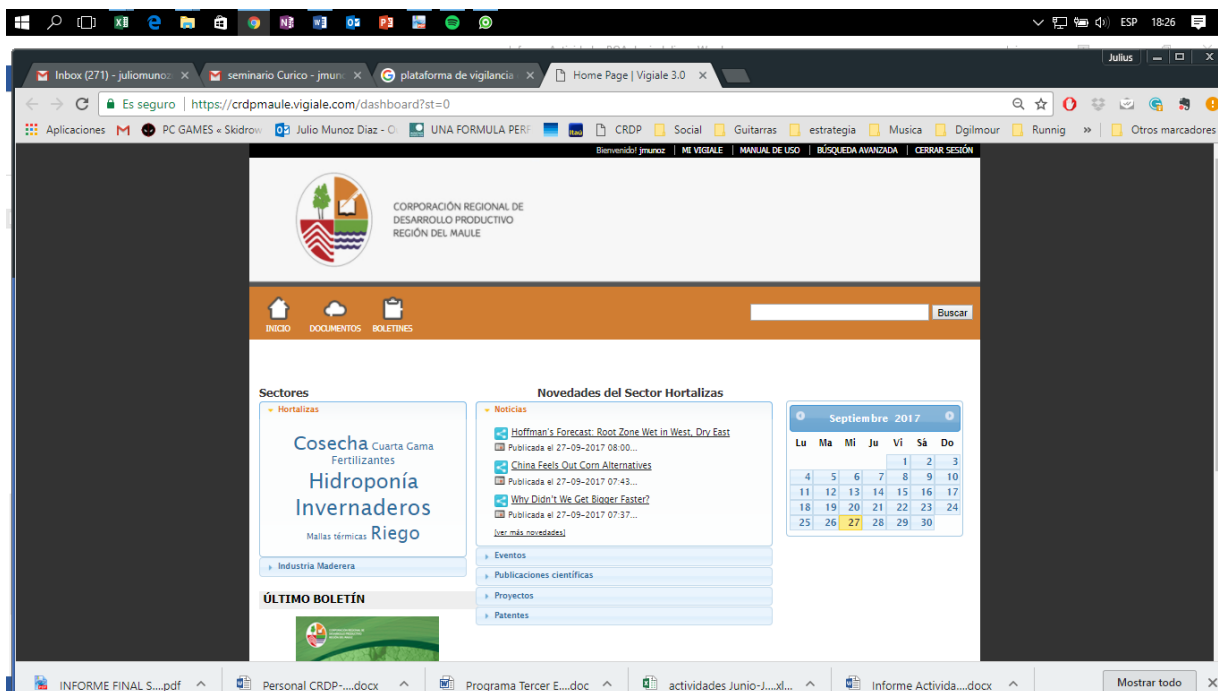 ESP 18:26
Julius
Inbox (271) - juliomunoz
seminario Curico - jmun
plataforma de vigilancia
Home Page | Vigiale 3.0
Es seguro | https://crdpmaule.vigiale.com/dashboard?st=0
Aplicaciones PC GAMES « Skidrow Julio Munoz Diaz - O UNA FORMULA PERF CRDP Social Guitarras estrategia Musica Dgilmour Runnig » Otros marcadores
Bienvenido! jmunoz | MI VIGIALE | MANUAL DE USO | BÚSQUEDA AVANZADA | CERRAR SESIÓN
CORPORACIÓN REGIONAL DE
DESARROLLO PRODUCTIVO
REGIÓN DEL MAULE
INICIO DOCUMENTOS BOLETINES
Buscar
Sectores
Hortalizas
Cosecha Cuarta Gama
Fertilizantes
Hidroponía
Invernaderos
Mallas térmicas Riego
Industria Maderera
ÚLTIMO BOLETÍN
Novedades del Sector Hortalizas
Noticias
Hoffman's Forecast: Root Zone Wet in West, Dry East
Publicada el 27-09-2017 08:00...
China Feels Out Corn Alternatives
Publicada el 27-09-2017 07:43...
Why Didn't We Get Bigger Faster?
Publicada el 27-09-2017 07:37...
[ver más novedades]
Eventos
Publicaciones científicas
Proyectos
Patentes
Septiembre 2017
Lu Ma Mi Ju Vi Sá Do
1 2 3
4 5 6 7 8 9 10
11 12 13 14 15 16 17
18 19 20 21 22 23 24
25 26 27 28 29 30
INFORME FINAL S....pdf
Personal CRDP-....docx
Programa Tercer E....doc
actividades Junio-J....xl...
Informe Activida....docx
Mostrar todo